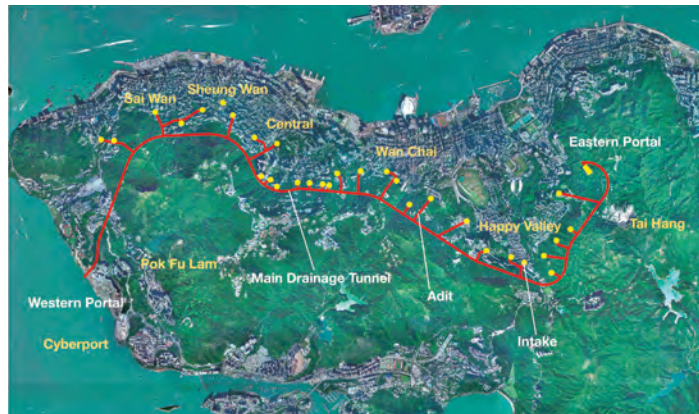 Sheung Wan
Sai Wan
Central
Eastern Portal
Wan Chai
Happy Valley
Tai Hang
Pok Fu Lam
Main Drainage Tunnel
Adit
Western Portal
Intake
Cyberport